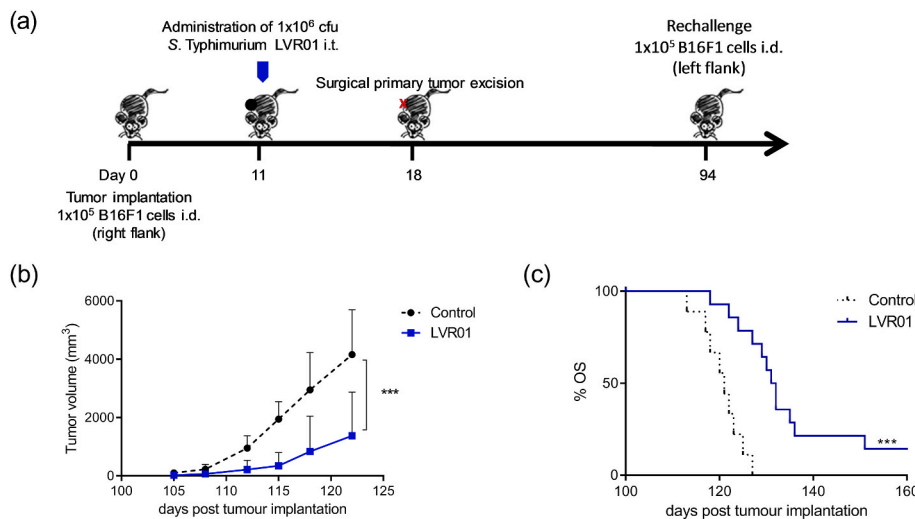 (a)
Administration of 1x10⁶ cfu
S. Typhimurium LVR01 i.t.
Rechallenge
1x10⁵ B16F1 cells i.d.
(left flank)
Surgical primary tumor excision
x
Day 0
11
18
94
Tumor implantation
1x10⁵ B16F1 cells i.d.
(right flank)
(b)
6000
4000
2000
0
Tumor volume (mm³)
Control
LVR01
***
100
105
110
115
120
125
days post tumour implantation
(c)
100
50
0
% OS
Control
LVR01
***
100
120
140
160
days post tumour implantation